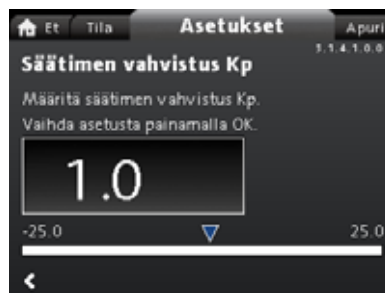 Et Tila Asetukset Apuri
3.1.4.1.0.0
Säätimen vahvistus Kp
Määritä säätimen vahvistus Kp.
Vaihda asetusta painamalla OK.
1.0
-25.0 25.0